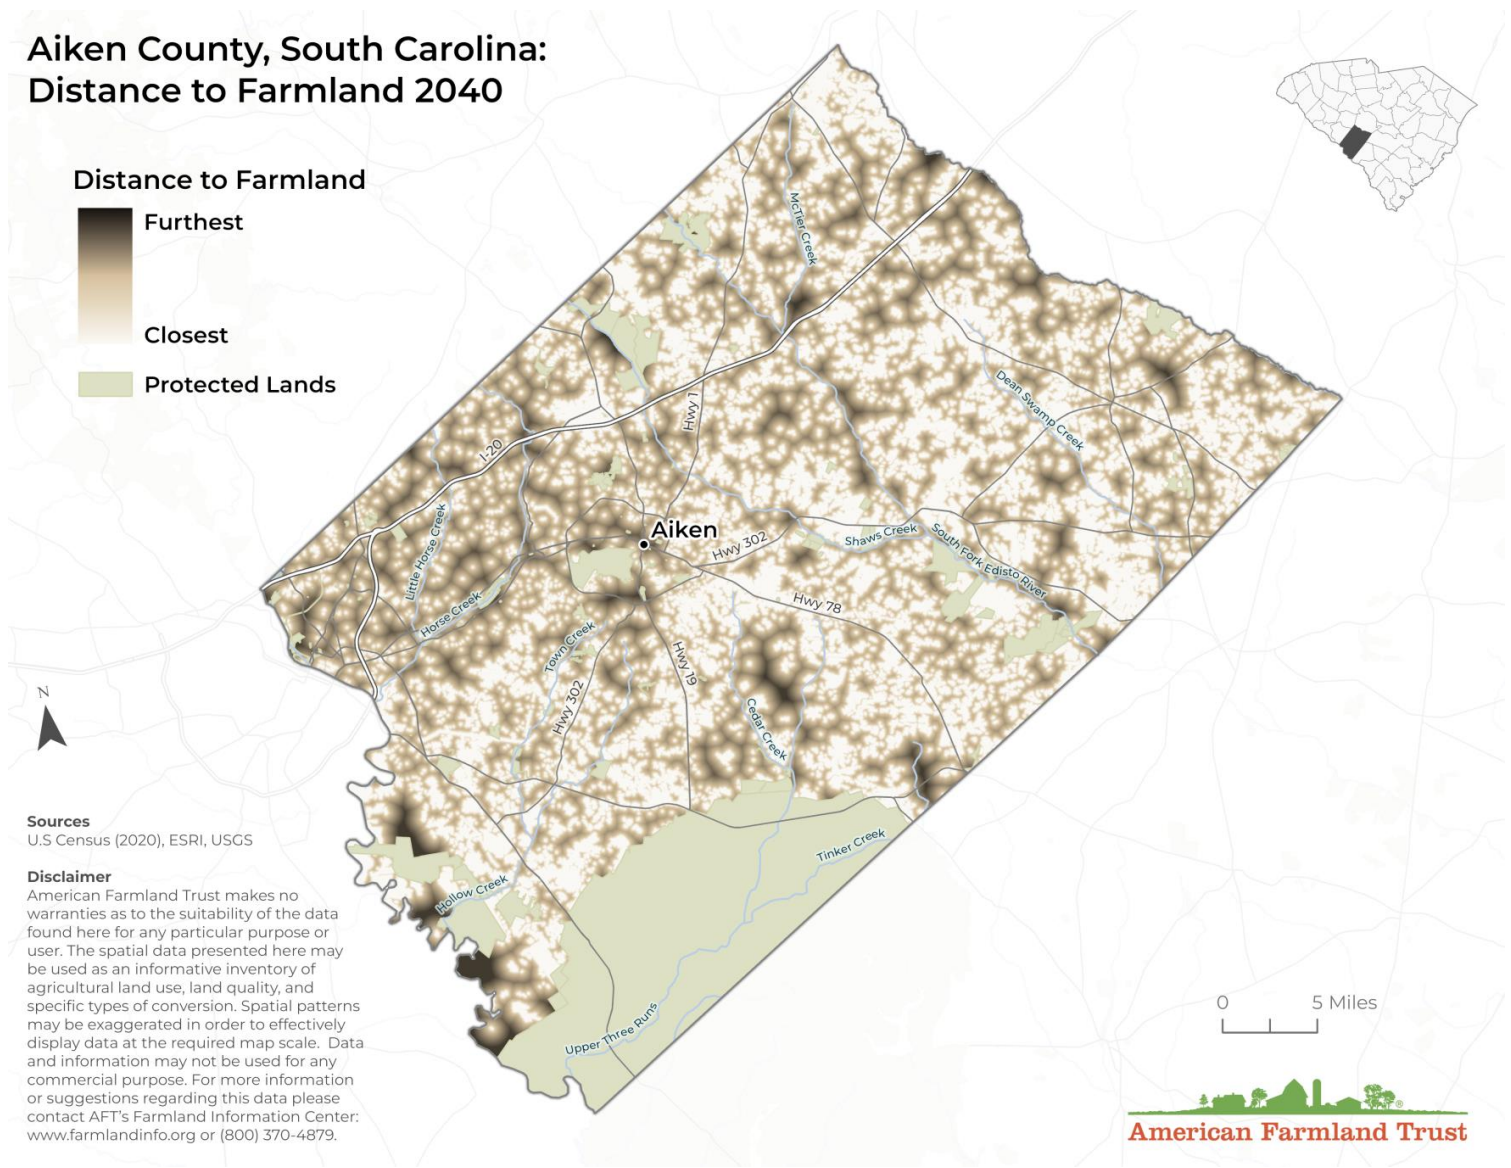 Aiken County, South Carolina:
Distance to Farmland 2040
Distance to Farmland
Furthest
Closest
Protected Lands
McTier Creek
Hwy 1
I-20
Dean Swamp Creek
Little Horse Creek
Aiken
Hwy 302
Shaws Creek
South Fork Edisto River
Horse Creek
Hwy 78
Town Creek
Hwy 19
Hwy 302
Cedar Creek
Tinker Creek
Hollow Creek
Upper Three Runs
N
Sources
U.S Census (2020), ESRI, USGS
Disclaimer
American Farmland Trust makes no
warranties as to the suitability of the data
found here for any particular purpose or
user. The spatial data presented here may
be used as an informative inventory of
agricultural land use, land quality, and
specific types of conversion. Spatial patterns
may be exaggerated in order to effectively
display data at the required map scale. Data
and information may not be used for any
commercial purpose. For more information
or suggestions regarding this data please
contact AFT's Farmland Information Center:
www.farmlandinfo.org or (800) 370-4879.
0 5 Miles
®
American Farmland Trust